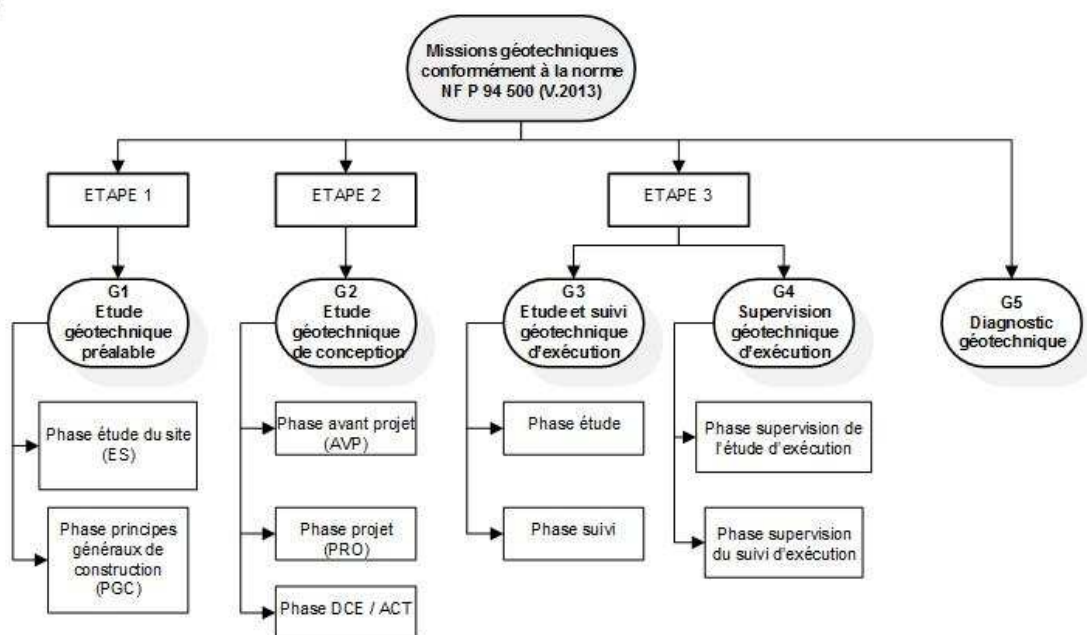 Missions géotechniques
conformément à la norme
NF P 94 500 (V.2013)
ETAPE 1
ETAPE 2
ETAPE 3
G1
Etude
géotechnique
préalable
G2
Etude
géotechnique
de conception
G3
Etude et suivi
géotechnique
d'exécution
G4
Supervision
géotechnique
d'exécution
G5
Diagnostic
géotechnique
Phase étude du site
(ES)
Phase principes
généraux de
construction
(PGC)
Phase avant projet
(AVP)
Phase projet
(PRO)
Phase DCE / ACT
Phase étude
Phase suivi
Phase supervision de
l'étude d'exécution
Phase supervision
du suivi d'exécution